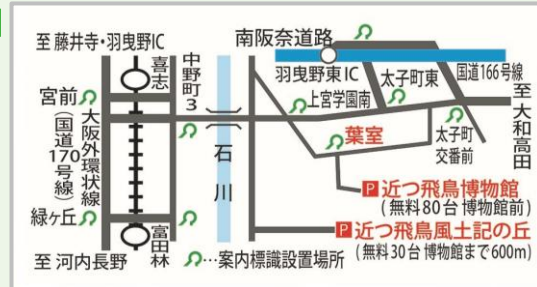 至 藤井寺・羽曳野IC
喜志
宮前
大阪外環状線
(国道170号線)
緑ヶ丘
富田林
至 河内長野
中野町3
石川
南阪奈道路
羽曳野東IC
上宮学園南
太子町東
国道166号線
至大和高田
太子町
交番前
葉室
P 近つ飛鳥博物館
(無料80台 博物館前)
P 近つ飛鳥風土記の丘
(無料30台 博物館まで600m)
…案内標識設置場所